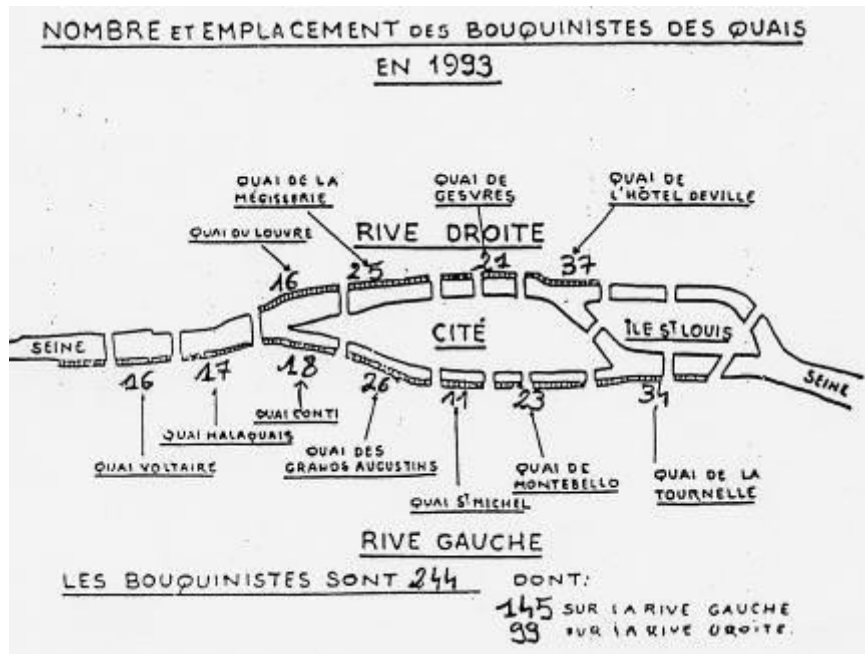 NOMBRE ET EMPLACEMENT DES BOUQUINISTES DES QUAIS
EN 1993
QUAI DE LA
MÉGISSERIE
QUAI DE
GESVRES
QUAI DE
L'HÔTEL DEVILLE
QUAI DU LOUVRE
RIVE DROITE
16
25
21
37
SEINE
CITÉ
ÎLE ST LOUIS
SEINE
16
17
18
26
11
23
34
QUAI CONTI
QUAI MALAQUAIS
QUAI VOLTAIRE
QUAI DES
GRANDS AUGUSTINS
QUAI ST MICHEL
QUAI DE
MONTEBELLO
QUAI DE LA
TOURNELLE
RIVE GAUCHE
LES BOUQUINISTES SONT 244 DONT:
145 SUR LA RIVE GAUCHE
99 SUR LA RIVE DROITE.